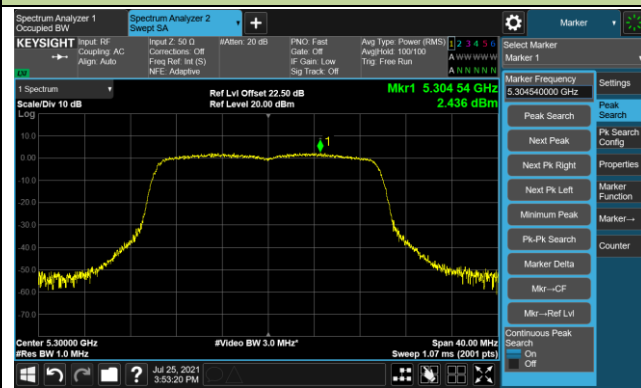 Spectrum Analyzer 1
Occupied BW
Spectrum Analyzer 2
Swept SA
Marker
KEYSIGHT
Input: RF
Coupling: AC
Align: Auto
Input Z: 50 Ω
Corrections: Off
Freq Ref: Int (S)
NFE: Adaptive
#Atten: 20 dB
PNO: Fast
Gate: Off
IF Gain: Low
Sig Track: Off
Avg Type: Power (RMS)
Avg|Hold: 100/100
Trig: Free Run
1 2 3 4 5 6
A W W W W W
A N N N N N
Select Marker
Marker 1
LXI
1 Spectrum
Scale/Div 10 dB
Log
Ref Lvl Offset 22.50 dB
Ref Level 20.00 dBm
Mkr1 5.304 54 GHz
2.436 dBm
1
10.0
0.00
-10.0
-20.0
-30.0
-40.0
-50.0
-60.0
-70.0
Center 5.30000 GHz
#Res BW 1.0 MHz
#Video BW 3.0 MHz*
Span 40.00 MHz
Sweep 1.07 ms (2001 pts)
Marker Frequency
5.304540000 GHz
Peak Search
Next Peak
Next Pk Right
Next Pk Left
Minimum Peak
Pk-Pk Search
Marker Delta
Mkr→CF
Mkr→Ref Lvl
Continuous Peak
Search
On
Off
Settings
Peak
Search
Pk Search
Config
Properties
Marker
Function
Marker→
Counter
Jul 25, 2021
3:53:20 PM